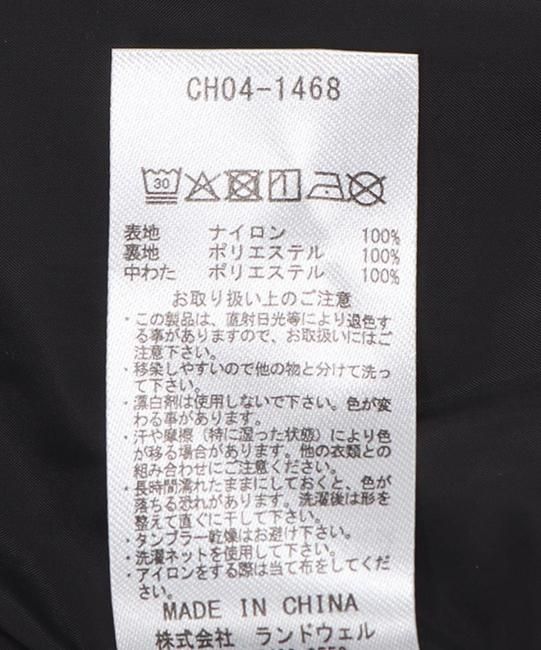 CH04-1468
30
表地 ナイロン 100%
裏地 ポリエステル 100%
中わた ポリエステル 100%
お取り扱い上のご注意
・この製品は、直射日光等により退色す
る事がありますので、お取扱いにはご
注意下さい。
・移染しやすいので他の物と分けて洗っ
て下さい。
・漂白剤は使用しないで下さい。色が変
わる事があります。
・汗や摩擦（特に湿った状態）により色
が移る場合があります。他の衣類との
組み合わせにご注意ください。
・長時間濡れたままにしておくと、色が
落ちる恐れがあります。洗濯後は形を
整えて直ぐに干して下さい。
・タンブラー乾燥はお避け下さい。
・洗濯ネットを使用して下さい。
・アイロンをする際は当て布をしてくだ
さい。
MADE IN CHINA
株式会社 ランドウェル